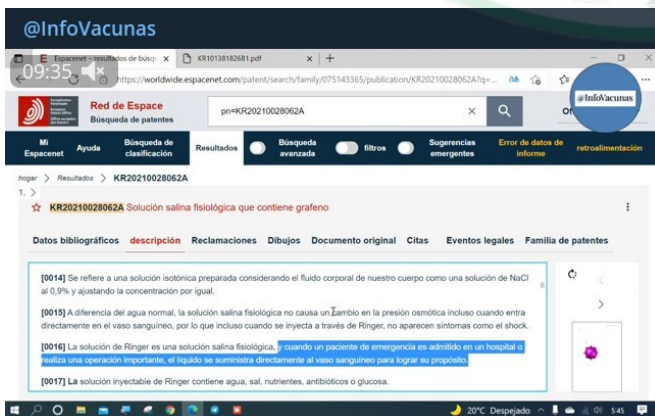 @InfoVacunas
Espacenet - resultados de búsqu
KR10138182681.pdf
09:35
https://worldwide.espacenet.com/patent/search/family/075143365/publication/KR20210028062A?q=...
@InfoVacunas
Red de Espace
Búsqueda de patentes
pn=KR20210028062A
Mi Espacenet
Ayuda
Búsqueda de clasificación
Resultados
Búsqueda avanzada
filtros
Sugerencias emergentes
Error de datos de informe
retroalimentación
hogar > Resultados > KR20210028062A
1. >
KR20210028062A Solución salina fisiológica que contiene grafeno
Datos bibliográficos descripción Reclamaciones Dibujos Documento original Citas Eventos legales Familia de patentes
[0014] Se refiere a una solución isotónica preparada considerando el fluido corporal de nuestro cuerpo como una solución de NaCl
al 0,9% y ajustando la concentración por igual.
[0015] A diferencia del agua normal, la solución salina fisiológica no causa un cambio en la presión osmótica incluso cuando entra
directamente en el vaso sanguíneo, por lo que incluso cuando se inyecta a través de Ringer, no aparecen síntomas como el shock.
[0016] La solución de Ringer es una solución salina fisiológica, y cuando un paciente de emergencia es admitido en un hospital o
realiza una operación importante, el líquido se suministra directamente al vaso sanguíneo para lograr su propósito.
[0017] La solución inyectable de Ringer contiene agua, sal, nutrientes, antibióticos o glucosa.
20°C Despejado
5:45